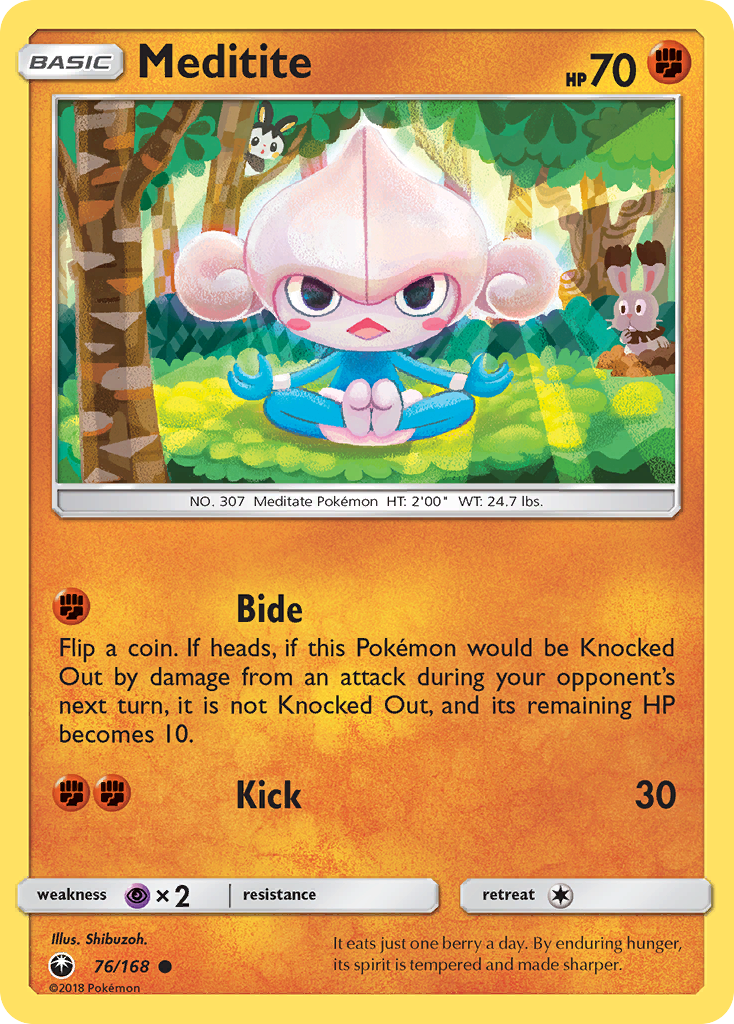 BASIC Meditite HP 70
NO. 307 Meditate Pokémon HT: 2'00" WT: 24.7 lbs.
Bide
Flip a coin. If heads, if this Pokémon would be Knocked
Out by damage from an attack during your opponent's
next turn, it is not Knocked Out, and its remaining HP
becomes 10.
Kick 30
weakness × 2 resistance retreat
Illus. Shibuzoh.
76/168
©2018 Pokémon
It eats just one berry a day. By enduring hunger,
its spirit is tempered and made sharper.